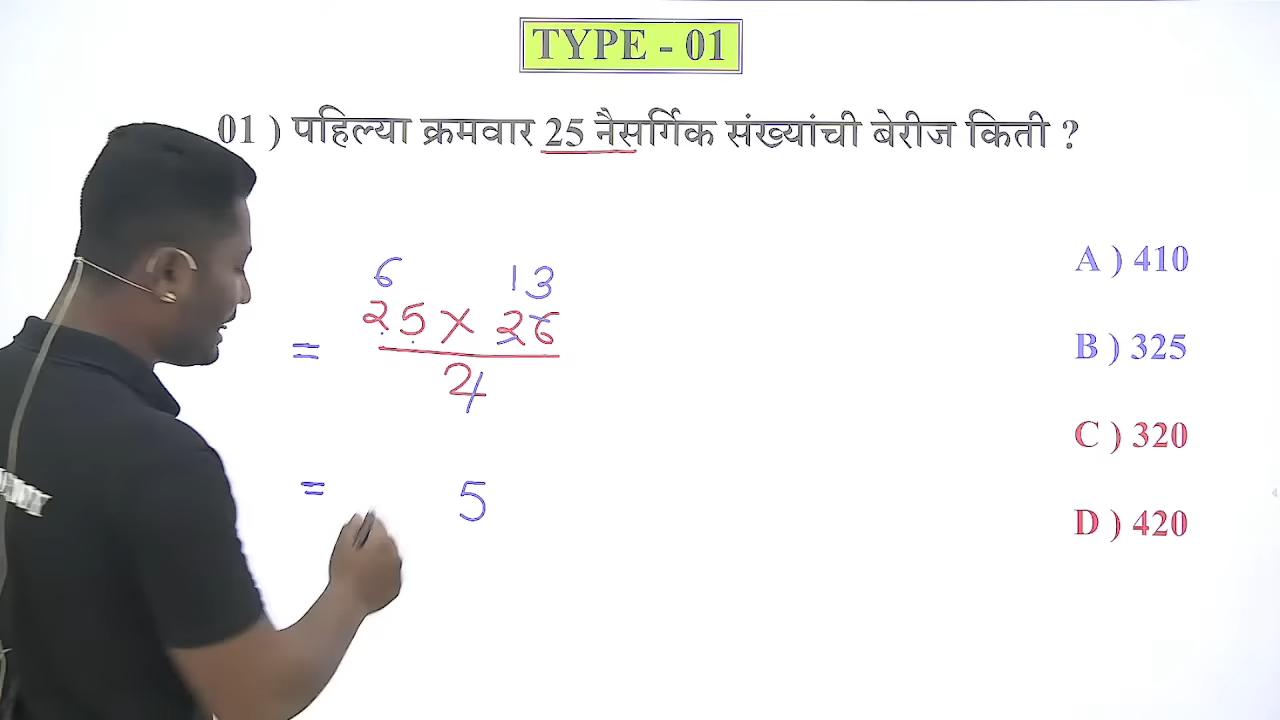 TYPE - 01
01 ) पहिल्या क्रमवार 25 नैसर्गिक संख्यांची बेरीज किती ?
6 13
= 25 × 26
2
= 5
A ) 410
B ) 325
C ) 320
D ) 420